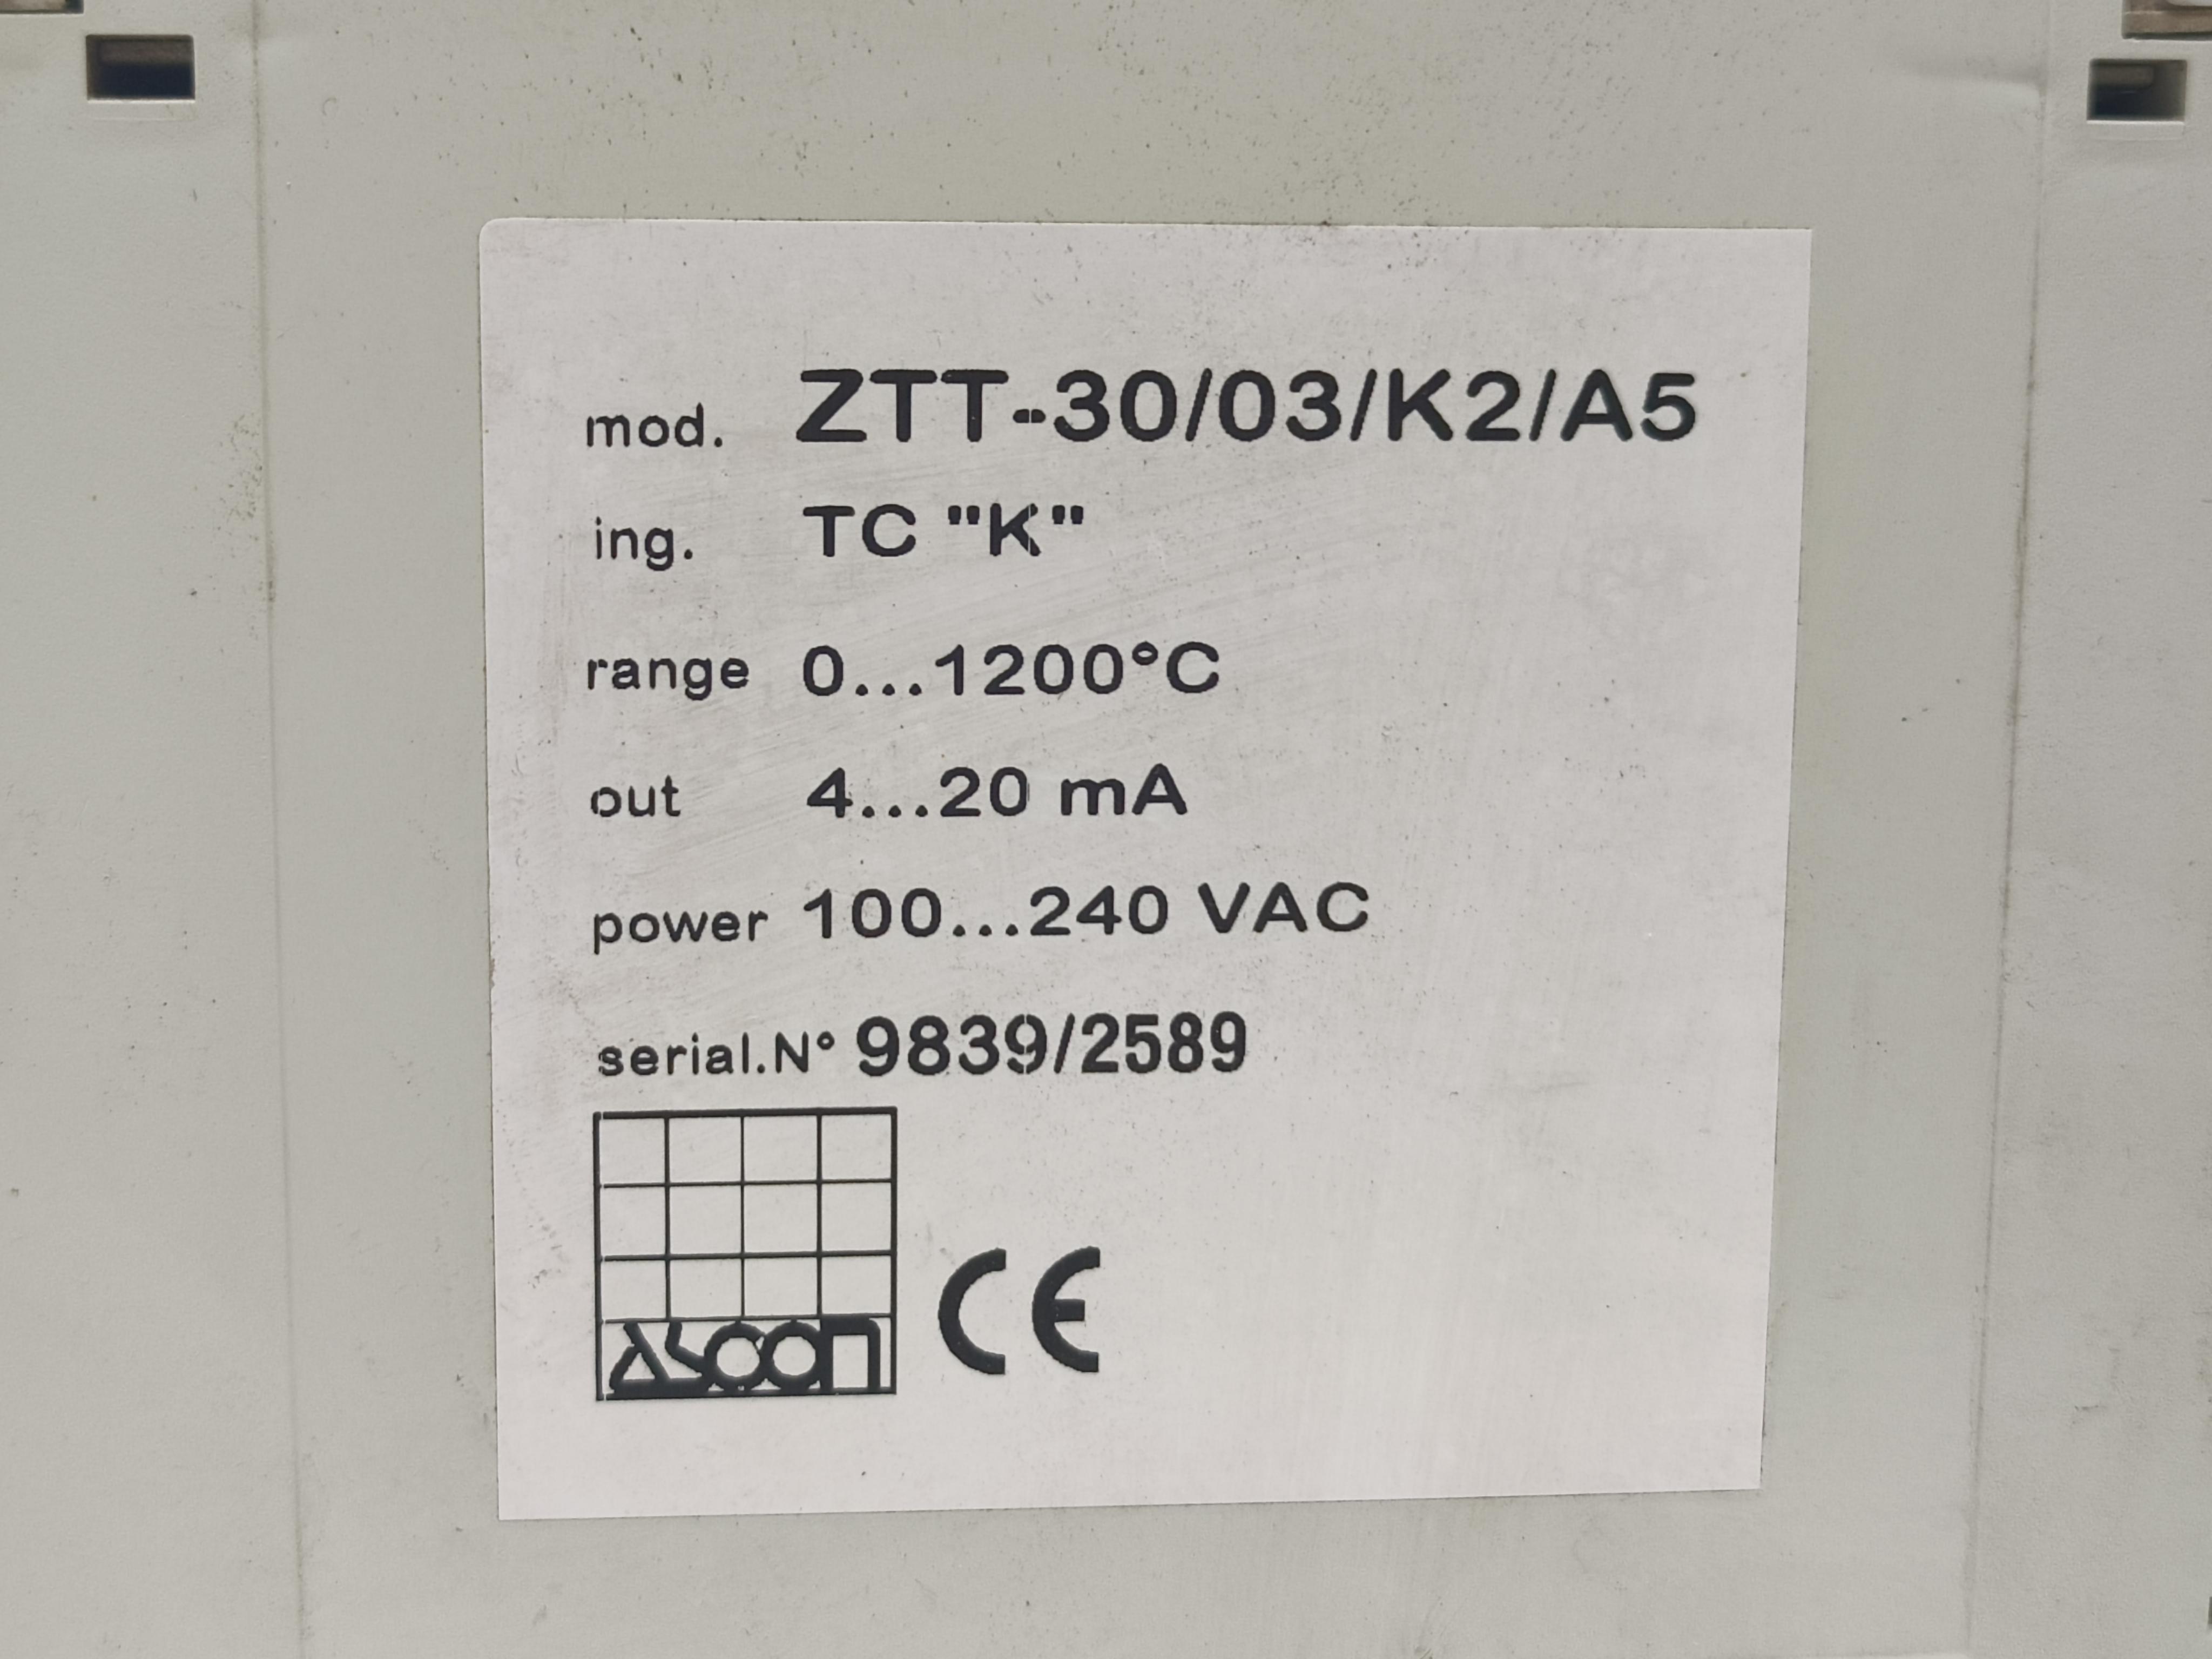 mod. ZTT-30/03/K2/A5
ing. TC "K"
range 0...1200°C
out 4...20 mA
power 100...240 VAC
serial.N° 9839/2589
ASCON
CE